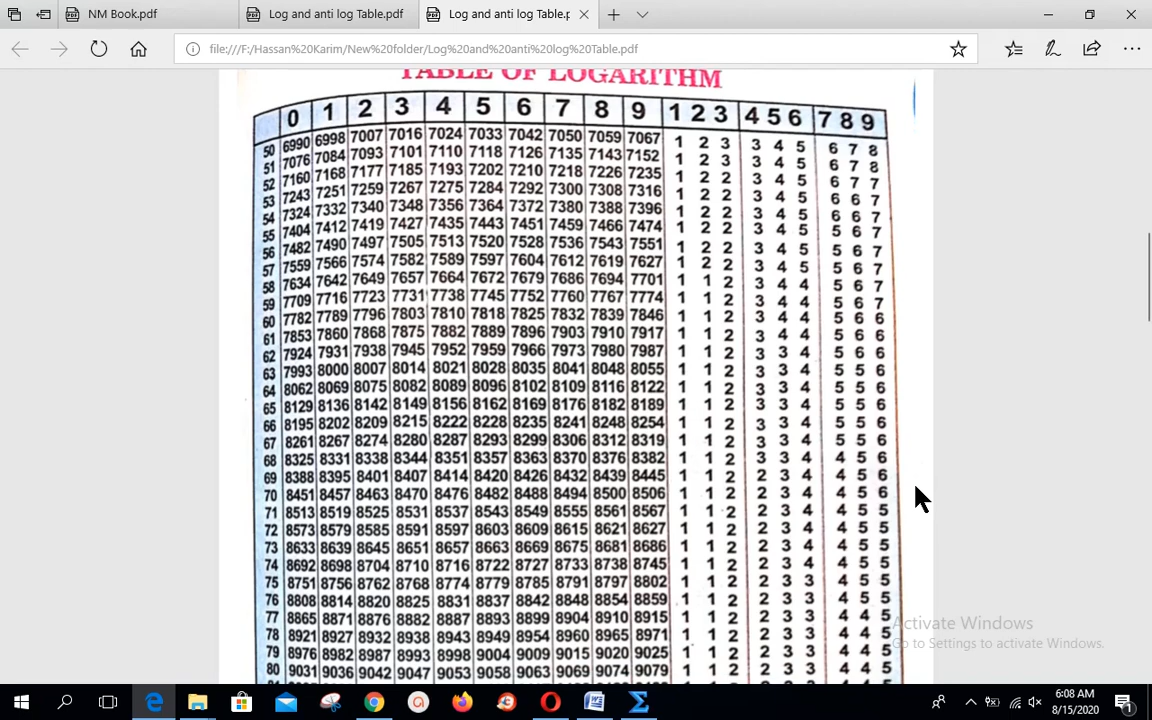 NM Book.pdf
Log and anti log Table.pdf
Log and anti log Table.p
file:///F:/Hassan%20Karim/New%20folder/Log%20and%20anti%20log%20Table.pdf
TABLE OF LOGARITHM
0 1 2 3 4 5 6 7 8 9 1 2 3 4 5 6 7 8 9
50 6990 6998 7007 7016 7024 7033 7042 7050 7059 7067 1 2 3 3 4 5 6 7 8
51 7076 7084 7093 7101 7110 7118 7126 7135 7143 7152 1 2 3 3 4 5 6 7 8
52 7160 7168 7177 7185 7193 7202 7210 7218 7226 7235 1 2 2 3 4 5 6 7 7
53 7243 7251 7259 7267 7275 7284 7292 7300 7308 7316 1 2 2 3 4 5 6 6 7
54 7324 7332 7340 7348 7356 7364 7372 7380 7388 7396 1 2 2 3 4 5 6 6 7
55 7404 7412 7419 7427 7435 7443 7451 7459 7466 7474 1 2 2 3 4 5 5 6 7
56 7482 7490 7497 7505 7513 7520 7528 7536 7543 7551 1 2 2 3 4 5 5 6 7
57 7559 7566 7574 7582 7589 7597 7604 7612 7619 7627 1 2 2 3 4 5 5 6 7
58 7634 7642 7649 7657 7664 7672 7679 7686 7694 7701 1 1 2 3 4 4 5 6 7
59 7709 7716 7723 7731 7738 7745 7752 7760 7767 7774 1 1 2 3 4 4 5 6 7
60 7782 7789 7796 7803 7810 7818 7825 7832 7839 7846 1 1 2 3 4 4 5 6 6
61 7853 7860 7868 7875 7882 7889 7896 7903 7910 7917 1 1 2 3 4 4 5 6 6
62 7924 7931 7938 7945 7952 7959 7966 7973 7980 7987 1 1 2 3 3 4 5 6 6
63 7993 8000 8007 8014 8021 8028 8035 8041 8048 8055 1 1 2 3 3 4 5 5 6
64 8062 8069 8075 8082 8089 8096 8102 8109 8116 8122 1 1 2 3 3 4 5 5 6
65 8129 8136 8142 8149 8156 8162 8169 8176 8182 8189 1 1 2 3 3 4 5 5 6
66 8195 8202 8209 8215 8222 8228 8235 8241 8248 8254 1 1 2 3 3 4 5 5 6
67 8261 8267 8274 8280 8287 8293 8299 8306 8312 8319 1 1 2 3 3 4 5 5 6
68 8325 8331 8338 8344 8351 8357 8363 8370 8376 8382 1 1 2 3 3 4 4 5 6
69 8388 8395 8401 8407 8414 8420 8426 8432 8439 8445 1 1 2 2 3 4 4 5 6
70 8451 8457 8463 8470 8476 8482 8488 8494 8500 8506 1 1 2 2 3 4 4 5 6
71 8513 8519 8525 8531 8537 8543 8549 8555 8561 8567 1 1 2 2 3 4 4 5 5
72 8573 8579 8585 8591 8597 8603 8609 8615 8621 8627 1 1 2 2 3 4 4 5 5
73 8633 8639 8645 8651 8657 8663 8669 8675 8681 8686 1 1 2 2 3 4 4 5 5
74 8692 8698 8704 8710 8716 8722 8727 8733 8738 8745 1 1 2 2 3 4 4 5 5
75 8751 8756 8762 8768 8774 8779 8785 8791 8797 8802 1 1 2 2 3 3 4 5 5
76 8808 8814 8820 8825 8831 8837 8842 8848 8854 8859 1 1 2 2 3 3 4 5 5
77 8865 8871 8876 8882 8887 8893 8899 8904 8910 8915 1 1 2 2 3 3 4 4 5
78 8921 8927 8932 8938 8943 8949 8954 8960 8965 8971 1 1 2 2 3 3 4 4 5
79 8976 8982 8987 8993 8998 9004 9009 9015 9020 9025 1 1 2 2 3 3 4 4 5
80 9031 9036 9042 9047 9053 9058 9063 9069 9074 9079 1 1 2 2 3 3 4 4 5
Activate Windows
Go to Settings to activate Windows.
6:08 AM
8/15/2020
1